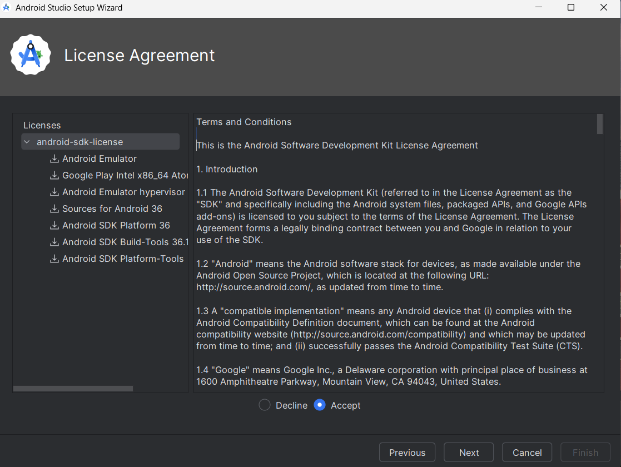 Android Studio Setup Wizard
License Agreement
Licenses
android-sdk-license
Android Emulator
Google Play Intel x86_64 Ato
Android Emulator hypervisor
Sources for Android 36
Android SDK Platform 36
Android SDK Build-Tools 36.1
Android SDK Platform-Tools
Terms and Conditions
This is the Android Software Development Kit License Agreement
1. Introduction
1.1 The Android Software Development Kit (referred to in the License Agreement as the
"SDK" and specifically including the Android system files, packaged APIs, and Google APIs
add-ons) is licensed to you subject to the terms of the License Agreement. The License
Agreement forms a legally binding contract between you and Google in relation to your
use of the SDK.
1.2 "Android" means the Android software stack for devices, as made available under the
Android Open Source Project, which is located at the following URL:
http://source.android.com/, as updated from time to time.
1.3 A "compatible implementation" means any Android device that (i) complies with the
Android Compatibility Definition document, which can be found at the Android
compatibility website (http://source.android.com/compatibility) and which may be updated
from time to time; and (ii) successfully passes the Android Compatibility Test Suite (CTS).
1.4 "Google" means Google Inc., a Delaware corporation with principal place of business at
1600 Amphitheatre Parkway, Mountain View, CA 94043, United States.
Decline Accept
Previous Next Cancel Finish